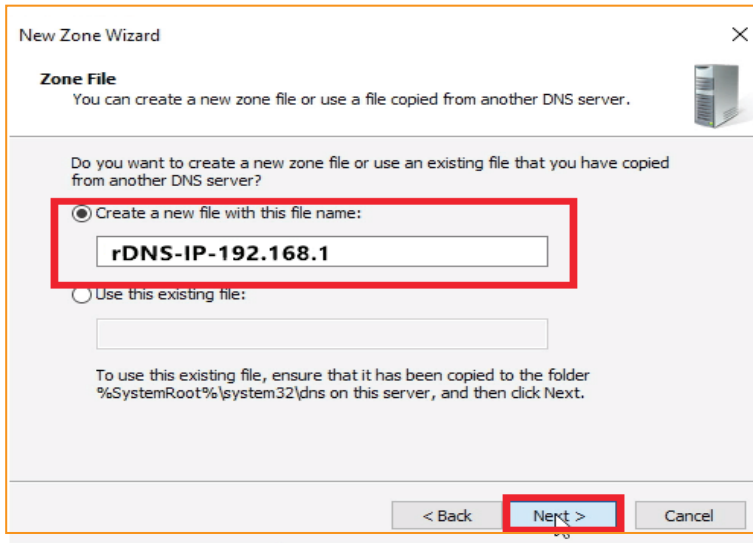 New Zone Wizard
Zone File
You can create a new zone file or use a file copied from another DNS server.
Do you want to create a new zone file or use an existing file that you have copied
from another DNS server?
Create a new file with this file name:
rDNS-IP-192.168.1
Use this existing file:
To use this existing file, ensure that it has been copied to the folder
%SystemRoot%\system32\dns on this server, and then click Next.
< Back Next > Cancel